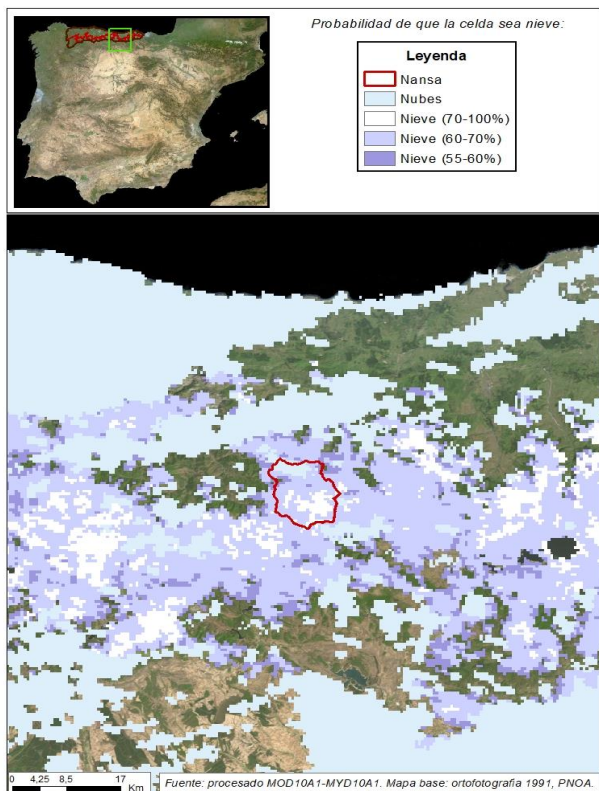 Probabilidad de que la celda sea nieve:
Leyenda
Nansa
Nubes
Nieve (70-100%)
Nieve (60-70%)
Nieve (55-60%)
0 4,25 8,5 17
Km
Fuente: procesado MOD10A1-MYD10A1. Mapa base: ortofotografía 1991, PNOA.